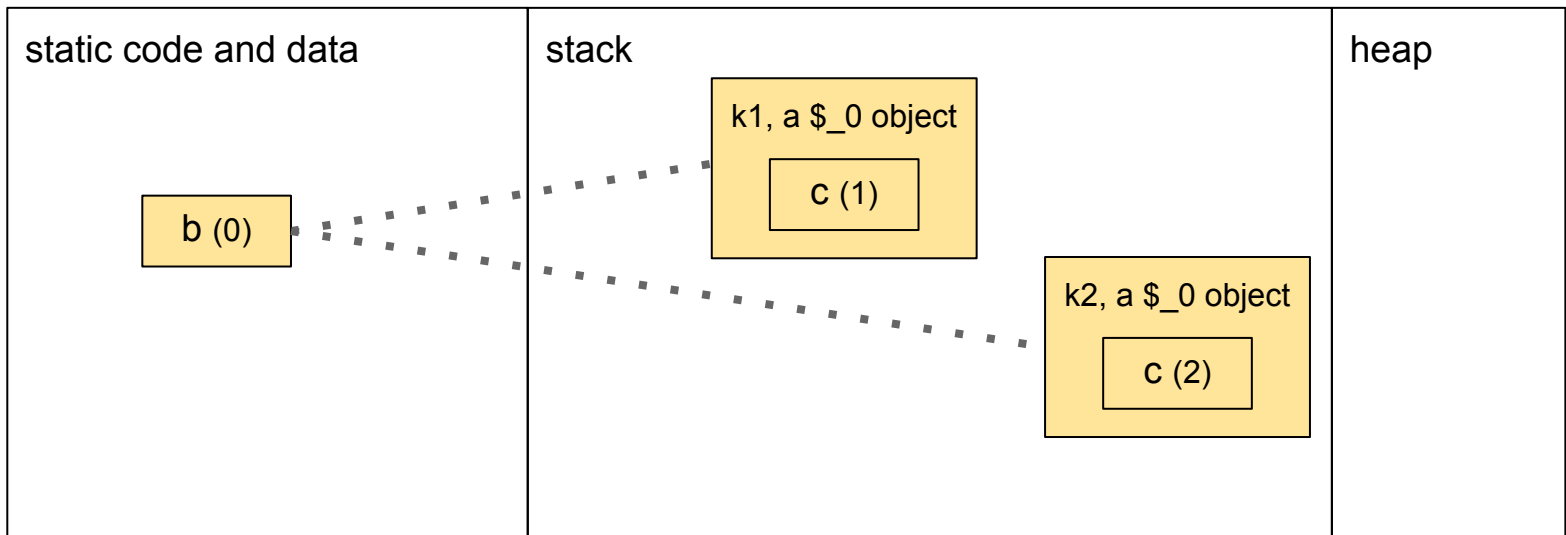 static code and data
stack
heap
k1, a $_0 object
c (1)
b (0)
k2, a $_0 object
c (2)